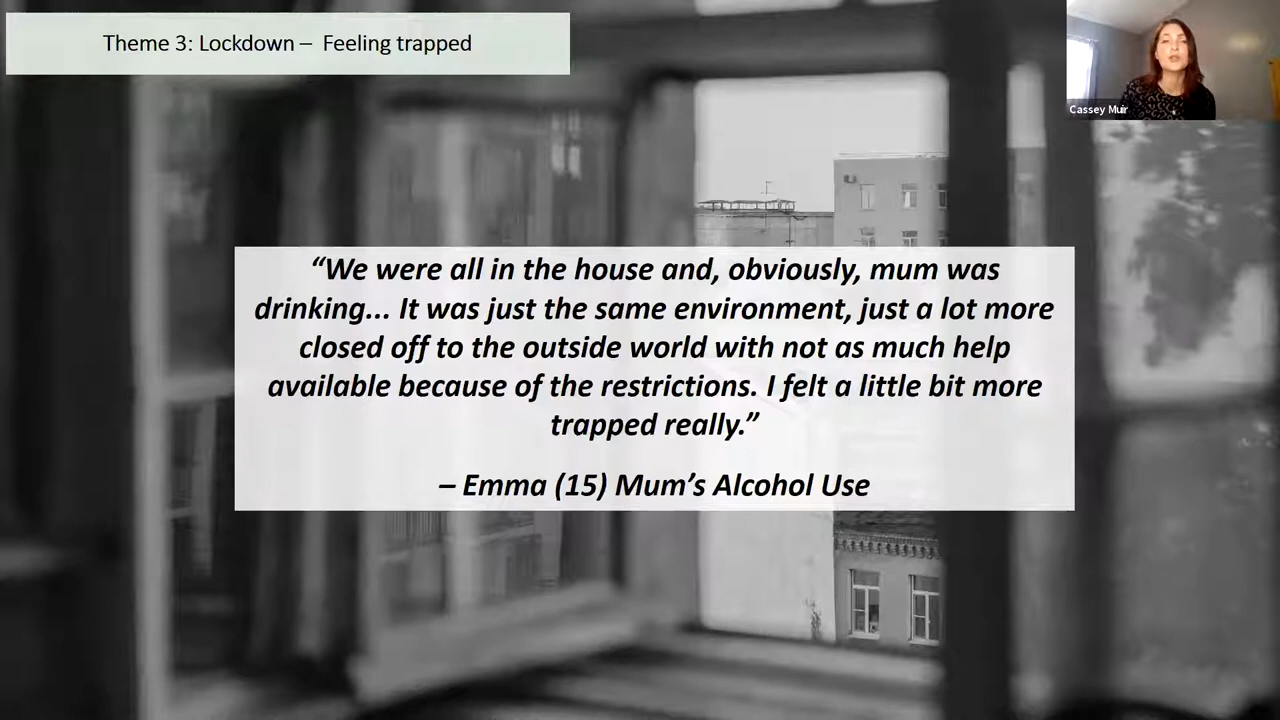 Theme 3: Lockdown – Feeling trapped
Cassey Muir
“We were all in the house and, obviously, mum was
drinking... It was just the same environment, just a lot more
closed off to the outside world with not as much help
available because of the restrictions. I felt a little bit more
trapped really.”
– Emma (15) Mum’s Alcohol Use